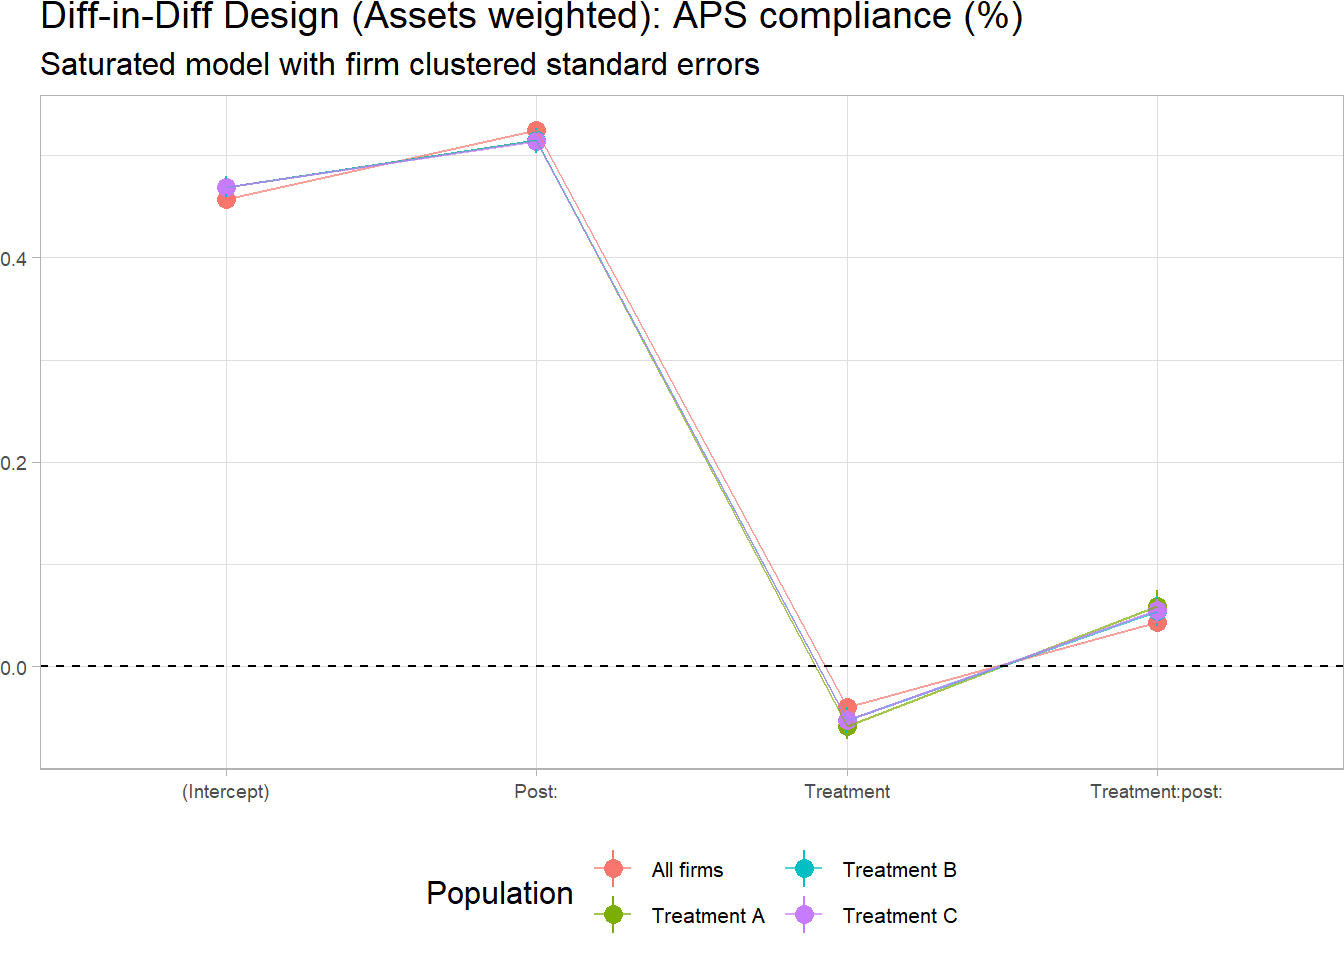 Diff-in-Diff Design (Assets weighted): APS compliance (%)
Saturated model with firm clustered standard errors
0.4
0.2
0.0
(Intercept) Post: Treatment Treatment:post:
Population
All firms Treatment B
Treatment A Treatment C